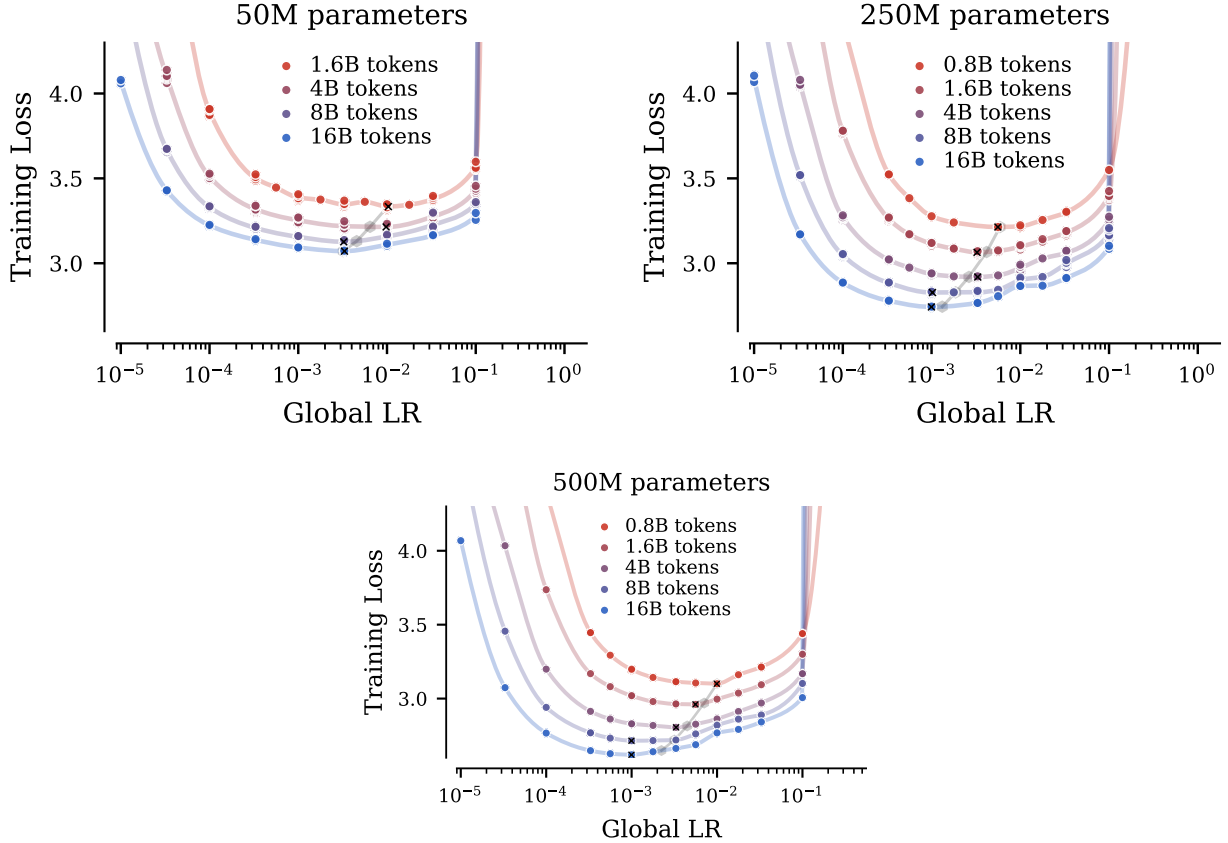 50M parameters
Training Loss
4.0
3.5
3.0
1.6B tokens
4B tokens
8B tokens
16B tokens
10⁻⁵ 10⁻⁴ 10⁻³ 10⁻² 10⁻¹ 10⁰
Global LR
250M parameters
Training Loss
4.0
3.5
3.0
0.8B tokens
1.6B tokens
4B tokens
8B tokens
16B tokens
10⁻⁵ 10⁻⁴ 10⁻³ 10⁻² 10⁻¹ 10⁰
Global LR
500M parameters
Training Loss
4.0
3.5
3.0
0.8B tokens
1.6B tokens
4B tokens
8B tokens
16B tokens
10⁻⁵ 10⁻⁴ 10⁻³ 10⁻² 10⁻¹
Global LR